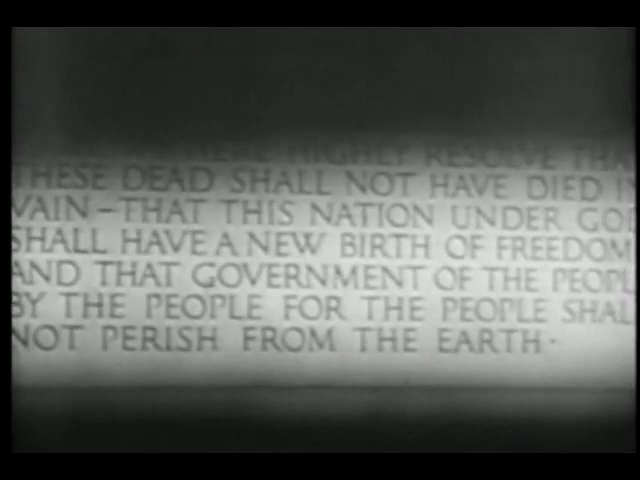 HIGHLY RESOLVE THA
THESE DEAD SHALL NOT HAVE DIED I
VAIN – THAT THIS NATION UNDER GO
SHALL HAVE A NEW BIRTH OF FREEDOM
AND THAT GOVERNMENT OF THE PEOPL
BY THE PEOPLE FOR THE PEOPLE SHAL
NOT PERISH FROM THE EARTH ·